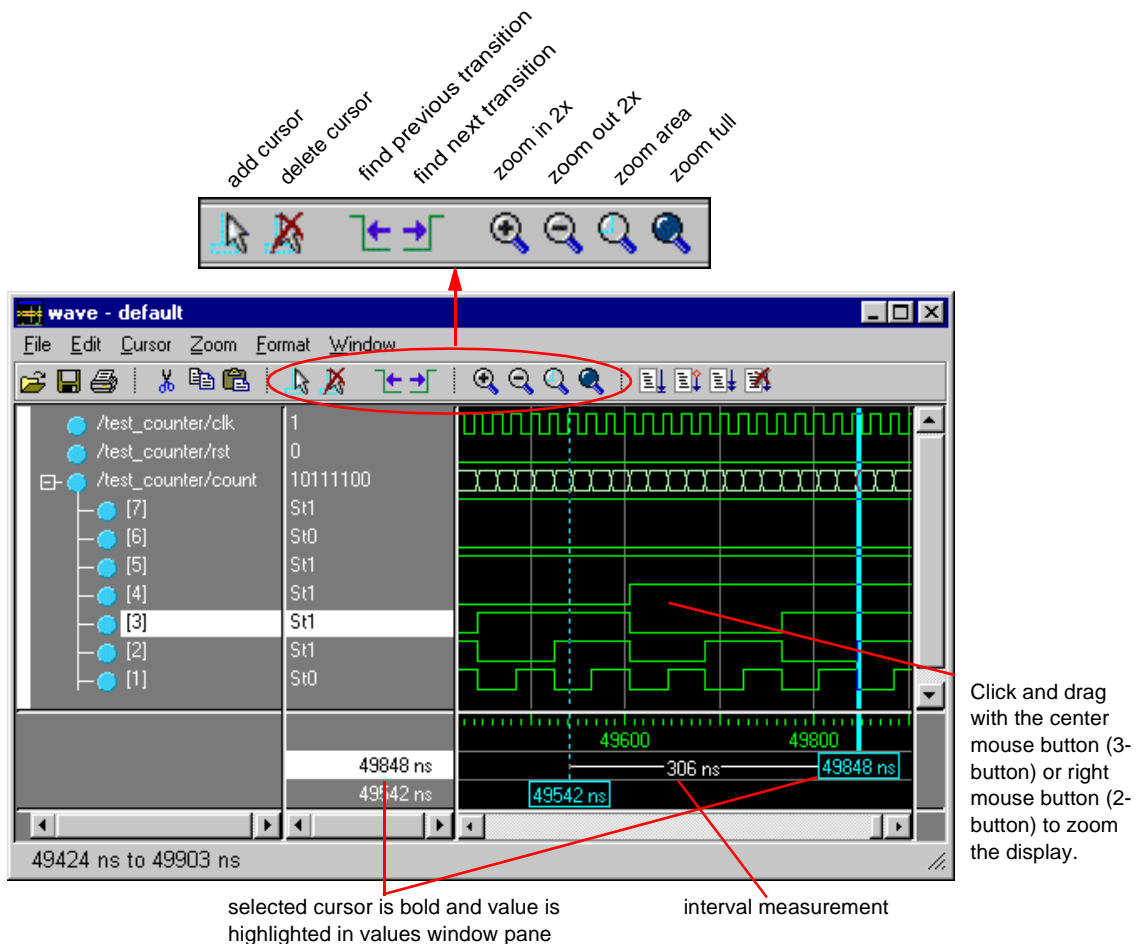 add cursor
delete cursor
find previous transition
find next transition
zoom in 2x
zoom out 2x
zoom area
zoom full
wave - default
File Edit Cursor Zoom Format Window
/test_counter/clk 1
/test_counter/rst 0
/test_counter/count 10111100
[7] St1
[6] St0
[5] St1
[4] St1
[3] St1
[2] St1
[1] St0
49600 49800
49848 ns 306 ns 49848 ns
49542 ns 49542 ns
49424 ns to 49903 ns
Click and drag
with the center
mouse button (3-
button) or right
mouse button (2-
button) to zoom
the display.
selected cursor is bold and value is
highlighted in values window pane
interval measurement